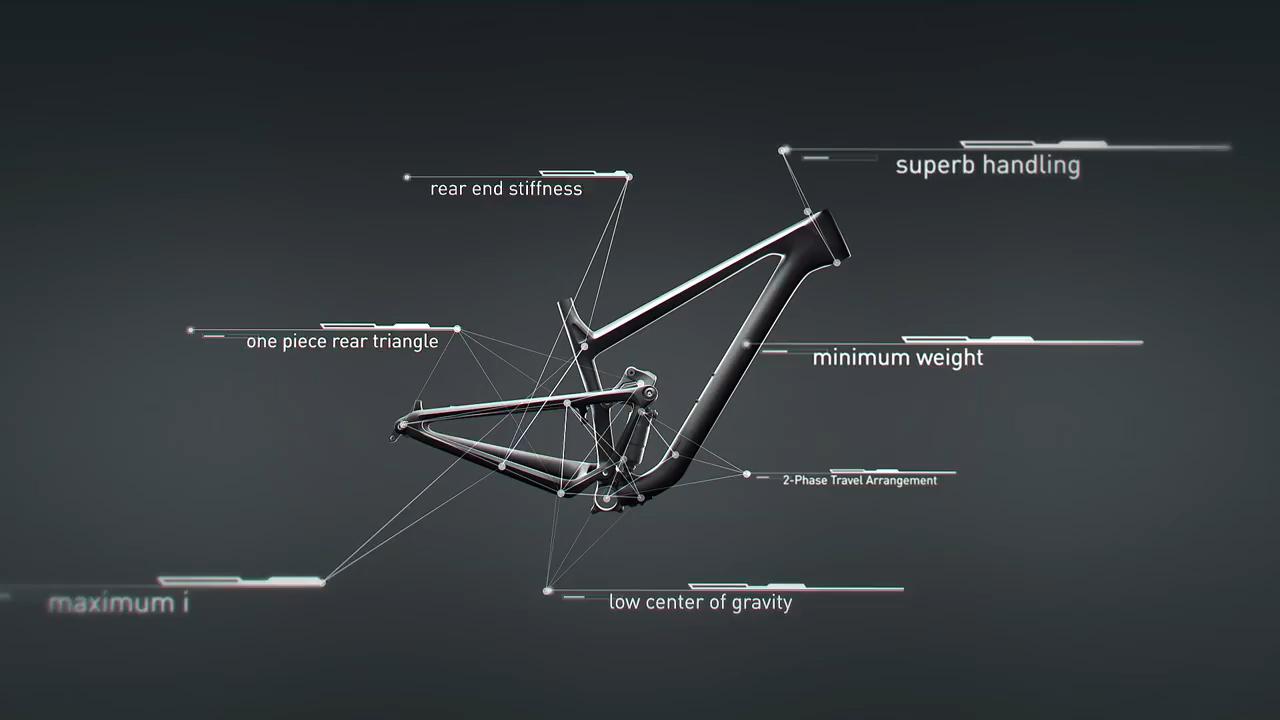 superb handling
rear end stiffness
one piece rear triangle
minimum weight
2-Phase Travel Arrangement
maximum i
low center of gravity